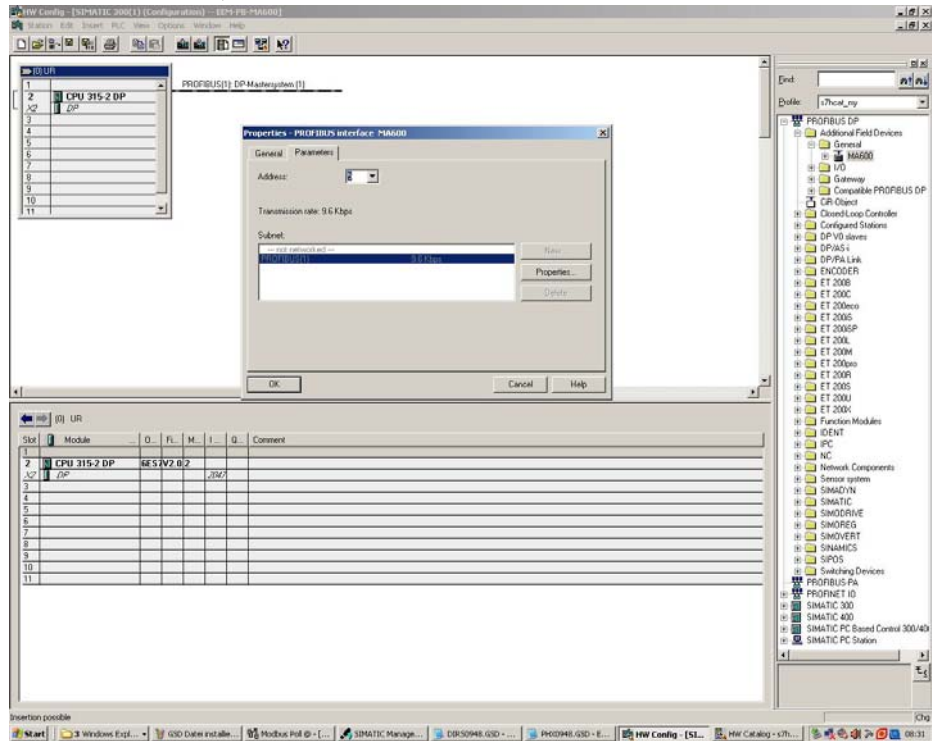 HW Config - [SIMATIC 300(1) (Configuration) -- EEM-PB-MA600]
Station Edit Insert PLC View Options Window Help
(0) UR
1
2 CPU 315-2 DP
X2 DP
3
4
5
6
7
8
9
10
11
PROFIBUS(1): DP-Mastersystem (1)
Properties - PROFIBUS interface MA600
General Parameters
Address: 2
Transmission rate: 9.6 Kbps
Subnet:
--- not networked ---
PROFIBUS(1) 9.6 Kbps
New...
Properties...
Delete
OK Cancel Help
Find:
Profile: s7hcat_my
PROFIBUS DP
Additional Field Devices
General
MA600
I/O
Gateway
Compatible PROFIBUS DP
CiR-Object
Closed-Loop Controller
Configured Stations
DP V0 slaves
DP/AS-i
DP/PA Link
ENCODER
ET 200B
ET 200C
ET 200eco
ET 200iS
ET 200iSP
ET 200L
ET 200M
ET 200pro
ET 200R
ET 200S
ET 200U
ET 200X
Function Modules
IDENT
IPC
NC
Network Components
Sensor system
SIMADYN
SIMATIC
SIMODRIVE
SIMOREG
SIMOVERT
SINAMICS
SIPOS
Switching Devices
PROFIBUS-PA
PROFINET IO
SIMATIC 300
SIMATIC 400
SIMATIC PC Based Control 300/40
SIMATIC PC Station
(0) UR
Slot Module ... O... Fi... M... I... Q... Comment
1
2 CPU 315-2 DP 6ES7 V2.0 2
X2 DP 2047
3
4
5
6
7
8
9
10
11
Insertion possible Chg
Start 3 Windows Expl... GSD Datei installe... Modbus Poll @ - [... SIMATIC Manage... DIRS0948.GSD - ... PHOX094B.GSD - E... HW Config - [SI... HW Catalog - s7h... 08:31